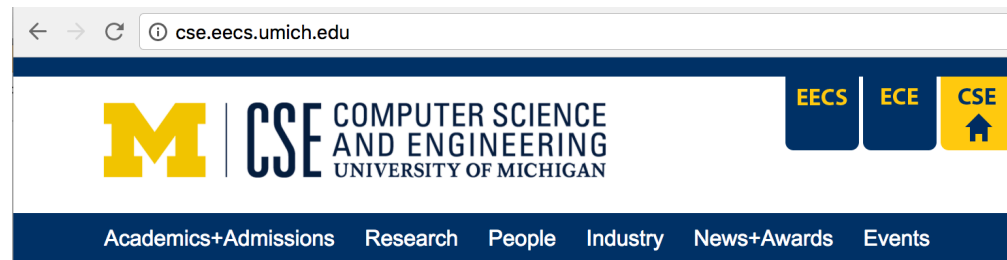 cse.eecs.umich.edu
EECS ECE CSE
M CSE COMPUTER SCIENCE
AND ENGINEERING
UNIVERSITY OF MICHIGAN
Academics+Admissions Research People Industry News+Awards Events